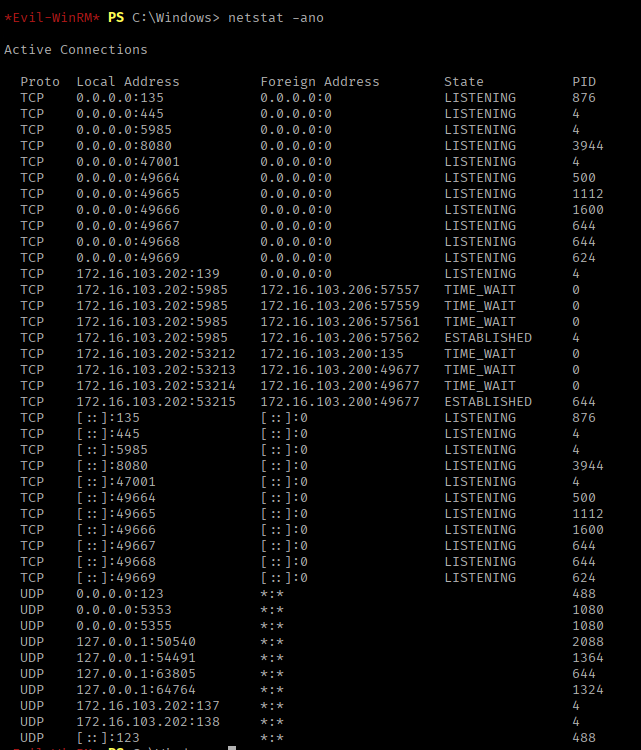 *Evil-WinRM* PS C:\Windows> netstat -ano
Active Connections
Proto Local Address Foreign Address State PID
TCP 0.0.0.0:135 0.0.0.0:0 LISTENING 876
TCP 0.0.0.0:445 0.0.0.0:0 LISTENING 4
TCP 0.0.0.0:5985 0.0.0.0:0 LISTENING 4
TCP 0.0.0.0:8080 0.0.0.0:0 LISTENING 3944
TCP 0.0.0.0:47001 0.0.0.0:0 LISTENING 4
TCP 0.0.0.0:49664 0.0.0.0:0 LISTENING 500
TCP 0.0.0.0:49665 0.0.0.0:0 LISTENING 1112
TCP 0.0.0.0:49666 0.0.0.0:0 LISTENING 1600
TCP 0.0.0.0:49667 0.0.0.0:0 LISTENING 644
TCP 0.0.0.0:49668 0.0.0.0:0 LISTENING 644
TCP 0.0.0.0:49669 0.0.0.0:0 LISTENING 624
TCP 172.16.103.202:139 0.0.0.0:0 LISTENING 4
TCP 172.16.103.202:5985 172.16.103.206:57557 TIME_WAIT 0
TCP 172.16.103.202:5985 172.16.103.206:57559 TIME_WAIT 0
TCP 172.16.103.202:5985 172.16.103.206:57561 TIME_WAIT 0
TCP 172.16.103.202:5985 172.16.103.206:57562 ESTABLISHED 4
TCP 172.16.103.202:53212 172.16.103.200:135 TIME_WAIT 0
TCP 172.16.103.202:53213 172.16.103.200:49677 TIME_WAIT 0
TCP 172.16.103.202:53214 172.16.103.200:49677 TIME_WAIT 0
TCP 172.16.103.202:53215 172.16.103.200:49677 ESTABLISHED 644
TCP [::]:135 [::]:0 LISTENING 876
TCP [::]:445 [::]:0 LISTENING 4
TCP [::]:5985 [::]:0 LISTENING 4
TCP [::]:8080 [::]:0 LISTENING 3944
TCP [::]:47001 [::]:0 LISTENING 4
TCP [::]:49664 [::]:0 LISTENING 500
TCP [::]:49665 [::]:0 LISTENING 1112
TCP [::]:49666 [::]:0 LISTENING 1600
TCP [::]:49667 [::]:0 LISTENING 644
TCP [::]:49668 [::]:0 LISTENING 644
TCP [::]:49669 [::]:0 LISTENING 624
UDP 0.0.0.0:123 *:* 488
UDP 0.0.0.0:5353 *:* 1080
UDP 0.0.0.0:5355 *:* 1080
UDP 127.0.0.1:50540 *:* 2088
UDP 127.0.0.1:54491 *:* 1364
UDP 127.0.0.1:63805 *:* 644
UDP 127.0.0.1:64764 *:* 1324
UDP 172.16.103.202:137 *:* 4
UDP 172.16.103.202:138 *:* 4
UDP [::]:123 *:* 488